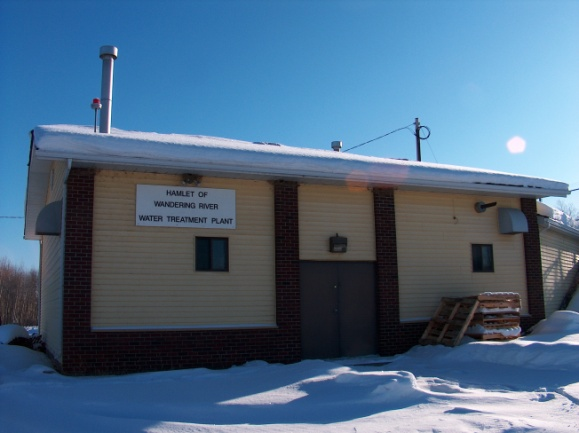 HAMLET OF
WANDERING RIVER
WATER TREATMENT PLANT